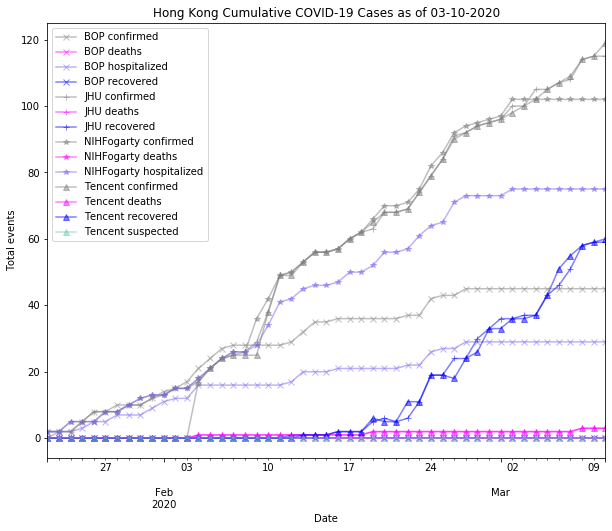 Hong Kong Cumulative COVID-19 Cases as of 03-10-2020
BOP confirmed
BOP deaths
BOP hospitalized
BOP recovered
JHU confirmed
JHU deaths
JHU recovered
NIHFogarty confirmed
NIHFogarty deaths
NIHFogarty hospitalized
Tencent confirmed
Tencent deaths
Tencent recovered
Tencent suspected
Total events
120
100
80
60
40
20
0
27 03 10 17 24 02 09
Feb Mar
2020
Date